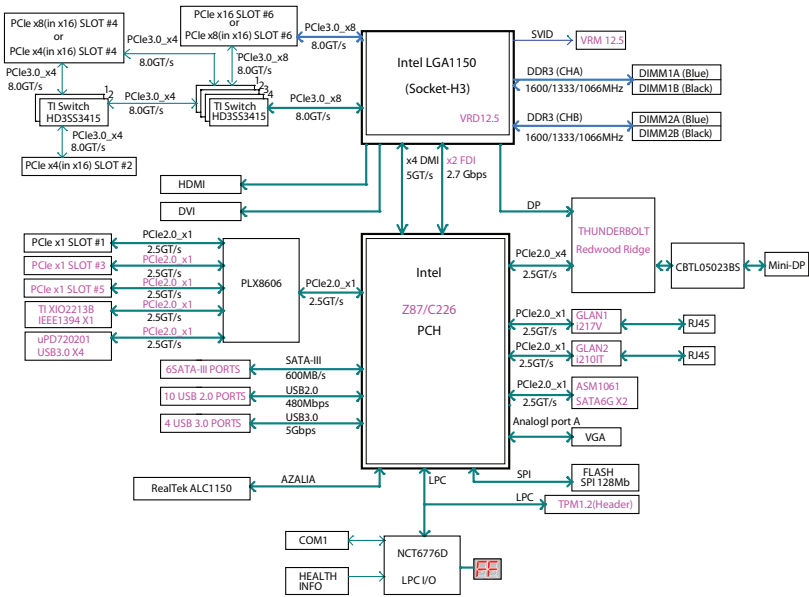 PCIe x8(in x16) SLOT #4
or
PCIe x4(in x16) SLOT #4
PCIe x16 SLOT #6
or
PCIe x8(in x16) SLOT #6
PCIe3.0_x8
8.0GT/s
PCIe3.0_x4
8.0GT/s
PCIe3.0_x4
8.0GT/s
PCIe3.0_x8
8.0GT/s
1
2
TI Switch
HD3SS3415
PCIe3.0_x4
8.0GT/s
1
2
3
4
TI Switch
HD3SS3415
PCIe3.0_x8
8.0GT/s
PCIe3.0_x4
8.0GT/s
PCIe x4(in x16) SLOT #2
Intel LGA1150
(Socket-H3)
VRD12.5
SVID
VRM 12.5
DDR3 (CHA)
1600/1333/1066MHz
DIMM1A (Blue)
DIMM1B (Black)
DDR3 (CHB)
1600/1333/1066MHz
DIMM2A (Blue)
DIMM2B (Black)
x4 DMI
5GT/s
x2 FDI
2.7 Gbps
HDMI
DVI
DP
THUNDERBOLT
Redwood Ridge
CBTL05023BS
Mini-DP
PCIe2.0_x4
2.5GT/s
PCIe x1 SLOT #1
PCIe2.0_x1
2.5GT/s
PCIe x1 SLOT #3
PCIe2.0_x1
2.5GT/s
PCIe x1 SLOT #5
PCIe2.0_x1
2.5GT/s
TI XIO2213B
IEEE1394 X1
PCIe2.0_x1
2.5GT/s
uPD720201
USB3.0 X4
PCIe2.0_x1
2.5GT/s
PLX8606
PCIe2.0_x1
2.5GT/s
Intel
Z87/C226
PCH
PCIe2.0_x1
2.5GT/s
GLAN1
i217V
RJ45
PCIe2.0_x1
2.5GT/s
GLAN2
i210IT
RJ45
PCIe2.0_x1
2.5GT/s
ASM1061
SATA6G X2
6SATA-III PORTS
SATA-III
600MB/s
10 USB 2.0 PORTS
USB2.0
480Mbps
4 USB 3.0 PORTS
USB3.0
5Gbps
Analogl port A
VGA
RealTek ALC1150
AZALIA
LPC
SPI
FLASH
SPI 128Mb
LPC
TPM1.2(Header)
COM1
HEALTH
INFO
NCT6776D
LPC I/O
FF